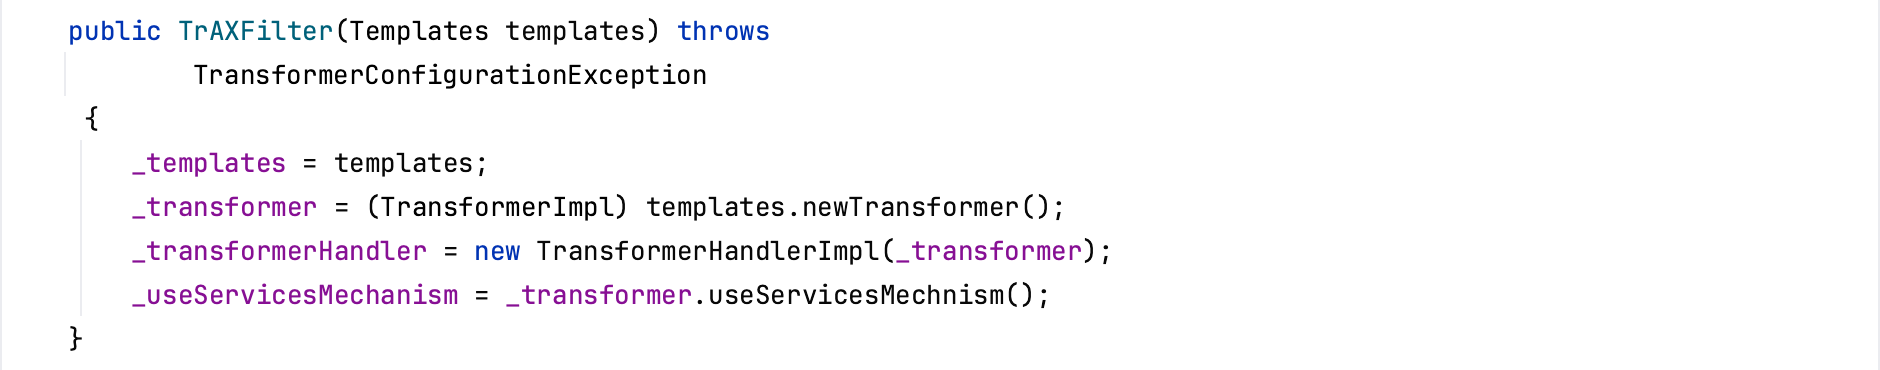 public TrAXFilter(Templates templates) throws
TransformerConfigurationException
{
_templates = templates;
_transformer = (TransformerImpl) templates.newTransformer();
_transformerHandler = new TransformerHandlerImpl(_transformer);
_useServicesMechanism = _transformer.useServicesMechnism();
}